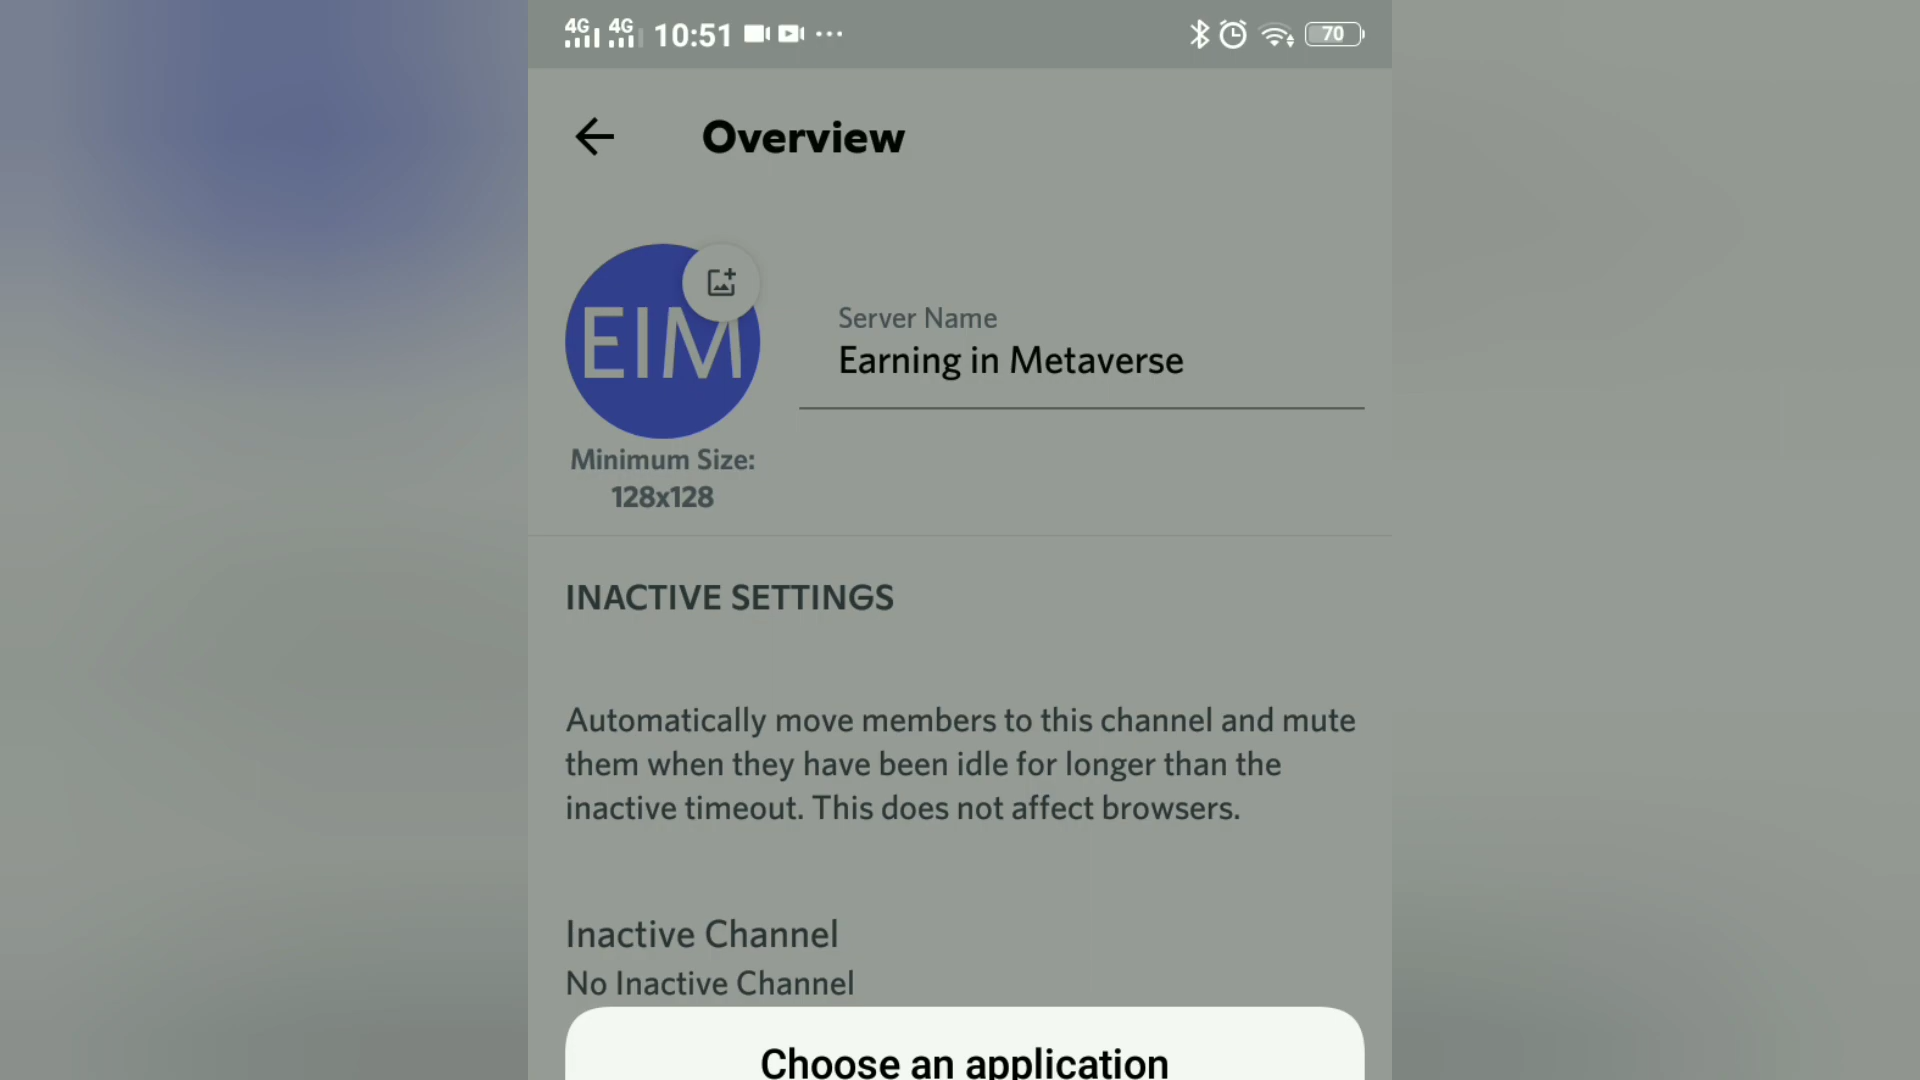 4G 4G 10:51 70
Overview
EIM
Server Name
Earning in Metaverse
Minimum Size:
128x128
INACTIVE SETTINGS
Automatically move members to this channel and mute
them when they have been idle for longer than the
inactive timeout. This does not affect browsers.
Inactive Channel
No Inactive Channel
Choose an application